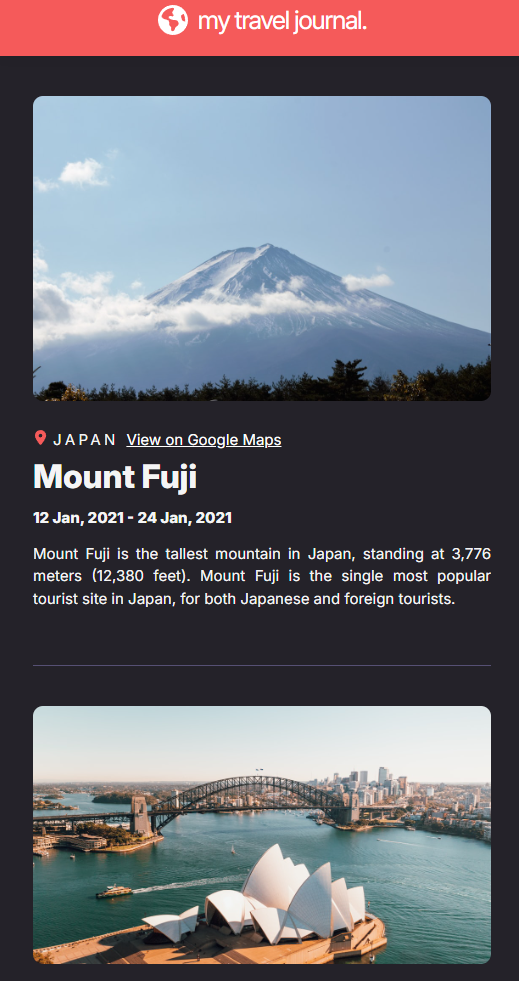 my travel journal.
JAPAN View on Google Maps
Mount Fuji
12 Jan, 2021 - 24 Jan, 2021
Mount Fuji is the tallest mountain in Japan, standing at 3,776
meters (12,380 feet). Mount Fuji is the single most popular
tourist site in Japan, for both Japanese and foreign tourists.